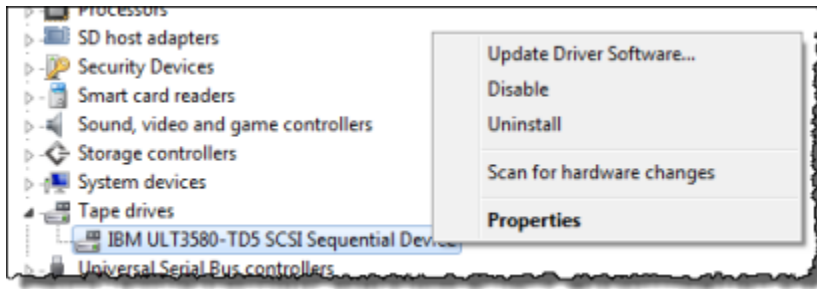 Processors
SD host adapters
Security Devices
Smart card readers
Sound, video and game controllers
Storage controllers
System devices
Tape drives
IBM ULT3580-TD5 SCSI Sequential Device
Universal Serial Bus controllers
Update Driver Software...
Disable
Uninstall
Scan for hardware changes
Properties